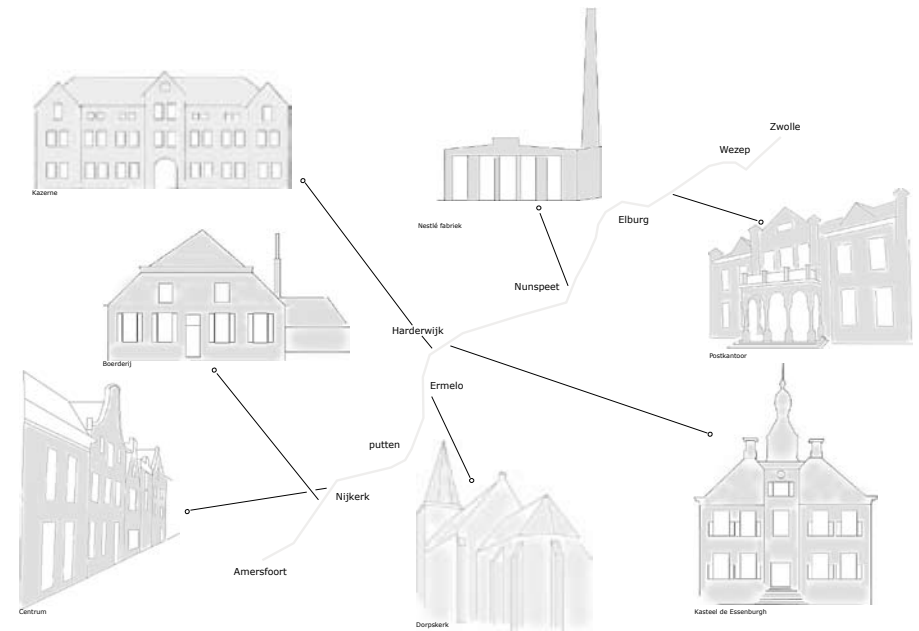 Zwolle
Wezep
Kazerne
Elburg
Nestlé fabriek
Nunspeet
Harderwijk
Postkantoor
Boerderij
Ermelo
putten
Nijkerk
Amersfoort
Centrum
Kasteel de Essenburgh
Dorpskerk